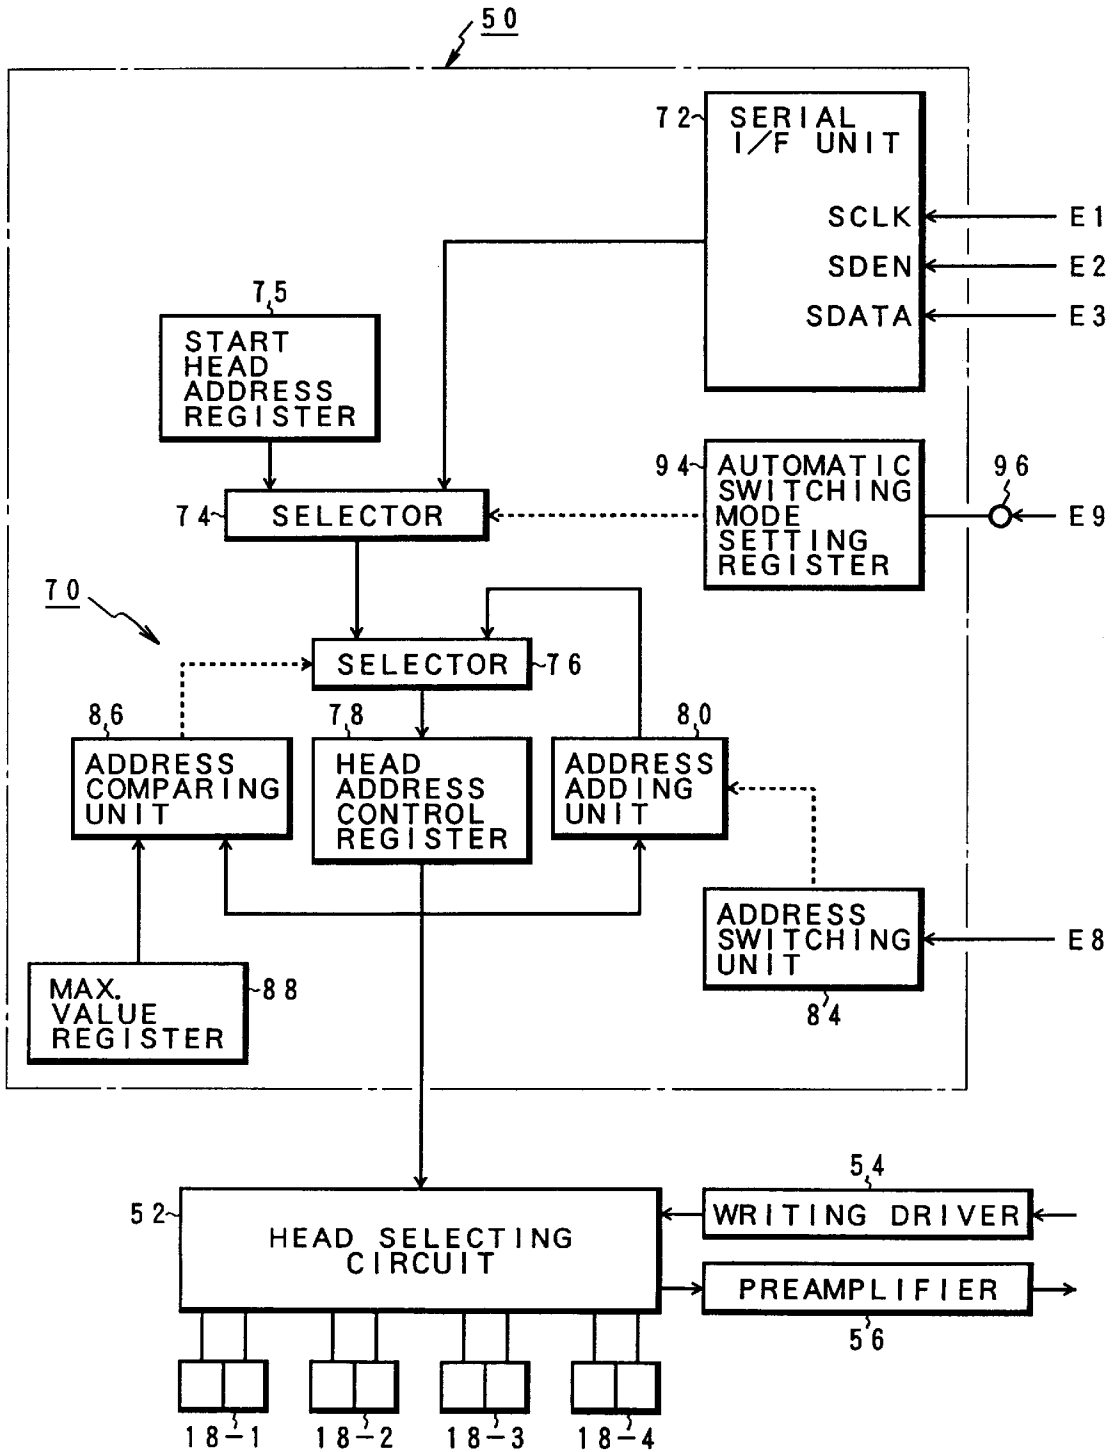 50
72
SERIAL
I/F UNIT
SCLK
E1
SDEN
E2
SDATA
E3
75
START
HEAD
ADDRESS
REGISTER
94
AUTOMATIC
SWITCHING
MODE
SETTING
REGISTER
96
E9
74
SELECTOR
70
SELECTOR
76
86
ADDRESS
COMPARING
UNIT
78
HEAD
ADDRESS
CONTROL
REGISTER
80
ADDRESS
ADDING
UNIT
ADDRESS
SWITCHING
UNIT
E8
84
MAX.
VALUE
REGISTER
88
52
HEAD SELECTING
CIRCUIT
54
WRITING DRIVER
PREAMPLIFIER
56
18-1
18-2
18-3
18-4